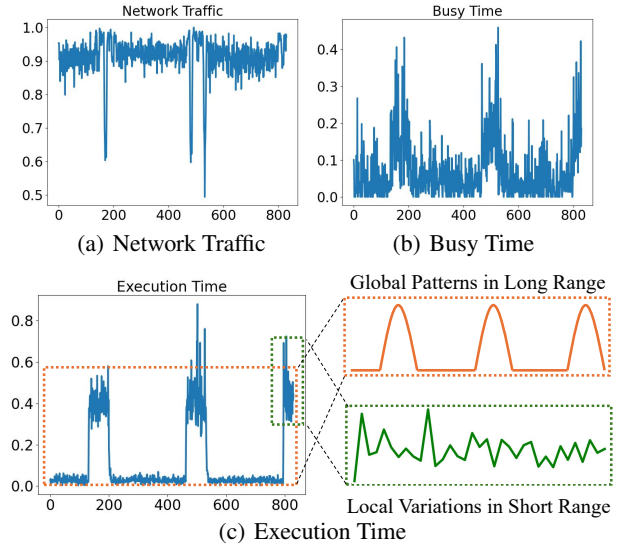 Network Traffic
1.0
0.9
0.8
0.7
0.6
0.5
0 200 400 600 800
(a) Network Traffic
Busy Time
0.4
0.3
0.2
0.1
0.0
0 200 400 600 800
(b) Busy Time
Execution Time
0.8
0.6
0.4
0.2
0.0
0 200 400 600 800
Global Patterns in Long Range
Local Variations in Short Range
(c) Execution Time